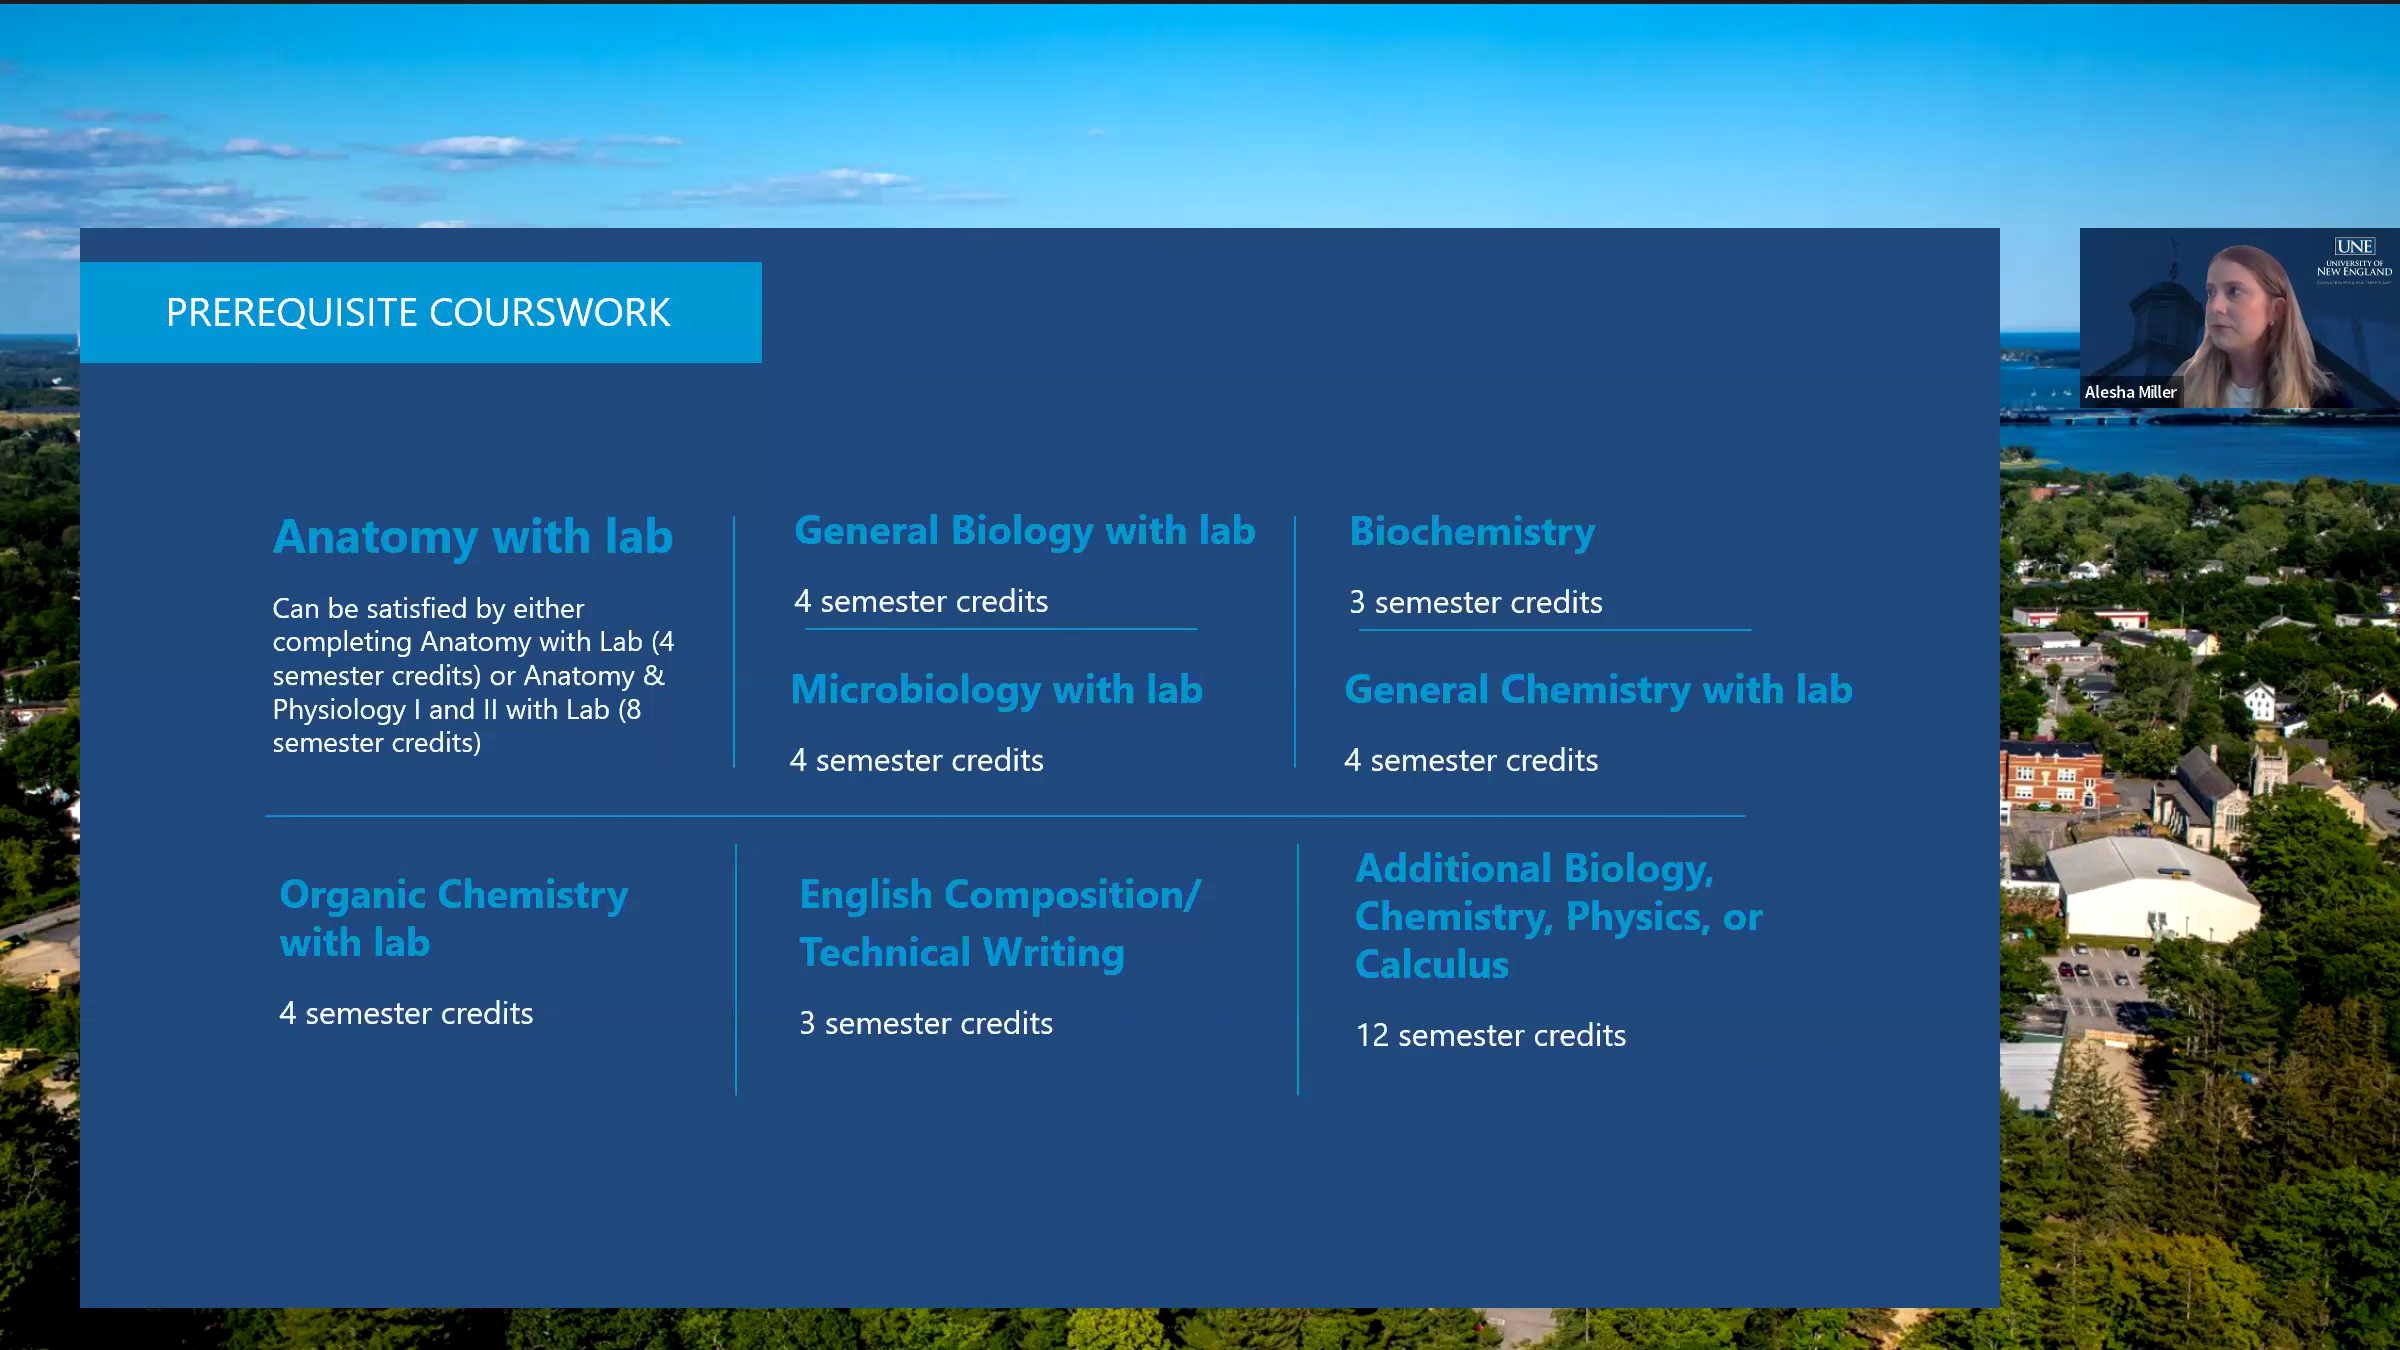 PREREQUISITE COURSWORK
UNE
UNIVERSITY OF
NEW ENGLAND
Alesha Miller
Anatomy with lab
Can be satisfied by either
completing Anatomy with Lab (4
semester credits) or Anatomy &
Physiology I and II with Lab (8
semester credits)
General Biology with lab
4 semester credits
Microbiology with lab
4 semester credits
Biochemistry
3 semester credits
General Chemistry with lab
4 semester credits
Organic Chemistry
with lab
4 semester credits
English Composition/
Technical Writing
3 semester credits
Additional Biology,
Chemistry, Physics, or
Calculus
12 semester credits